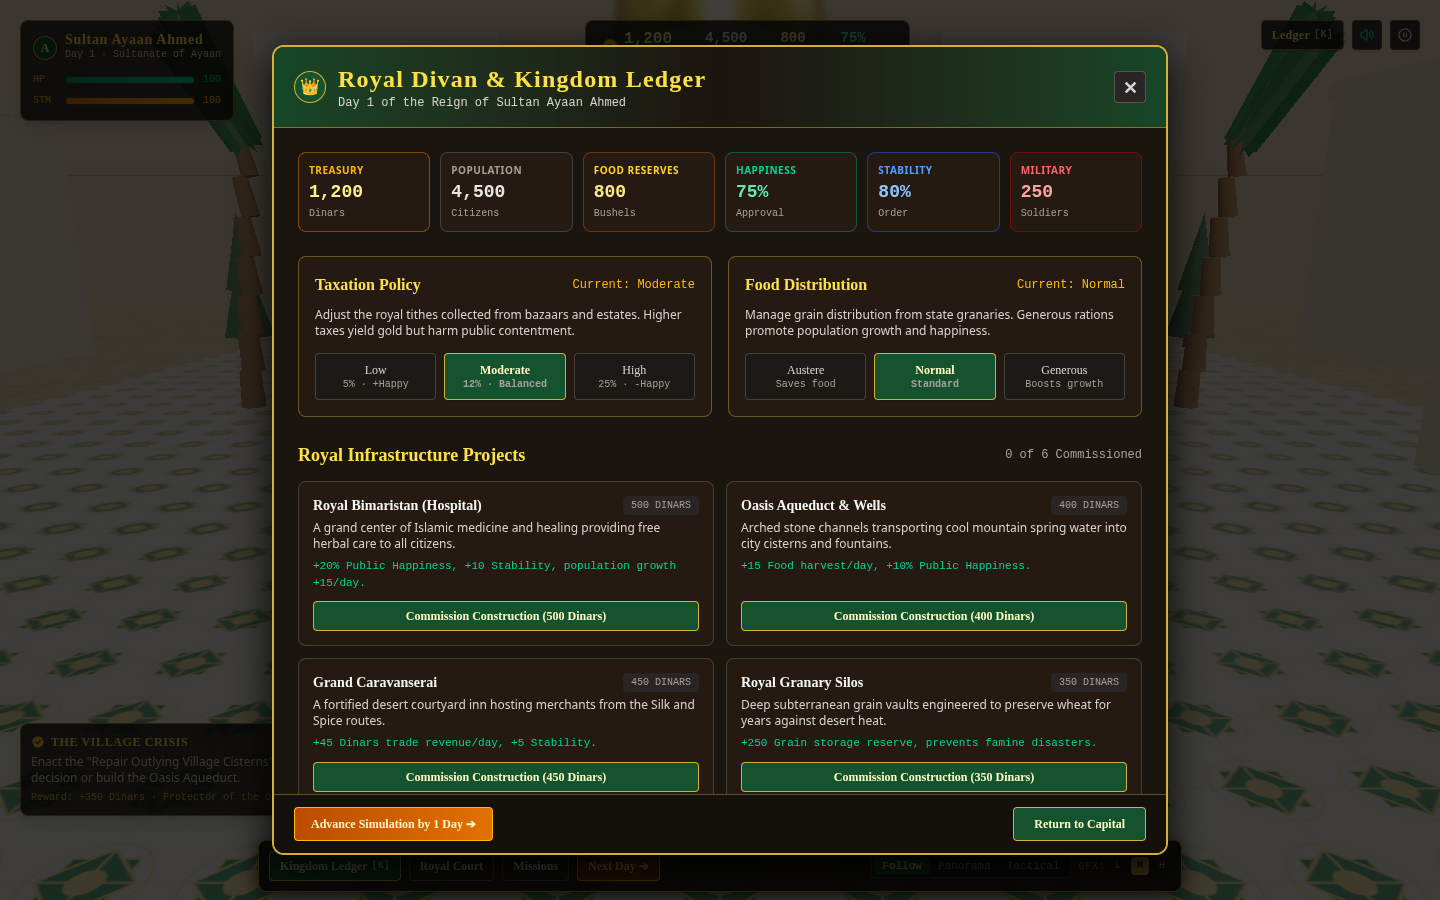 A
Sultan Ayaan Ahmed
Day 1 · Sultanate of Ayaan
HP 100
STM 100
1,200 4,500 800 75%
Ledger [K]
Royal Divan & Kingdom Ledger
Day 1 of the Reign of Sultan Ayaan Ahmed
✕
TREASURY
1,200
Dinars
POPULATION
4,500
Citizens
FOOD RESERVES
800
Bushels
HAPPINESS
75%
Approval
STABILITY
80%
Order
MILITARY
250
Soldiers
Taxation Policy
Current: Moderate
Adjust the royal tithes collected from bazaars and estates. Higher
taxes yield gold but harm public contentment.
Low
5% · +Happy
Moderate
12% · Balanced
High
25% · -Happy
Food Distribution
Current: Normal
Manage grain distribution from state granaries. Generous rations
promote population growth and happiness.
Austere
Saves food
Normal
Standard
Generous
Boosts growth
Royal Infrastructure Projects
0 of 6 Commissioned
Royal Bimaristan (Hospital)
500 DINARS
A grand center of Islamic medicine and healing providing free
herbal care to all citizens.
+20% Public Happiness, +10 Stability, population growth
+15/day.
Commission Construction (500 Dinars)
Oasis Aqueduct & Wells
400 DINARS
Arched stone channels transporting cool mountain spring water into
city cisterns and fountains.
+15 Food harvest/day, +10% Public Happiness.
Commission Construction (400 Dinars)
Grand Caravanserai
450 DINARS
A fortified desert courtyard inn hosting merchants from the Silk and
Spice routes.
+45 Dinars trade revenue/day, +5 Stability.
Commission Construction (450 Dinars)
Royal Granary Silos
350 DINARS
Deep subterranean grain vaults engineered to preserve wheat for
years against desert heat.
+250 Grain storage reserve, prevents famine disasters.
Commission Construction (350 Dinars)
THE VILLAGE CRISIS
Enact the "Repair Outlying Village Cisterns"
decision or build the Oasis Aqueduct.
Reward: +350 Dinars · Protector of the
Advance Simulation by 1 Day ➔
Return to Capital
Kingdom Ledger [K]
Royal Court
Missions
Next Day ➔
Follow Panorama Tactical GFX: L M H